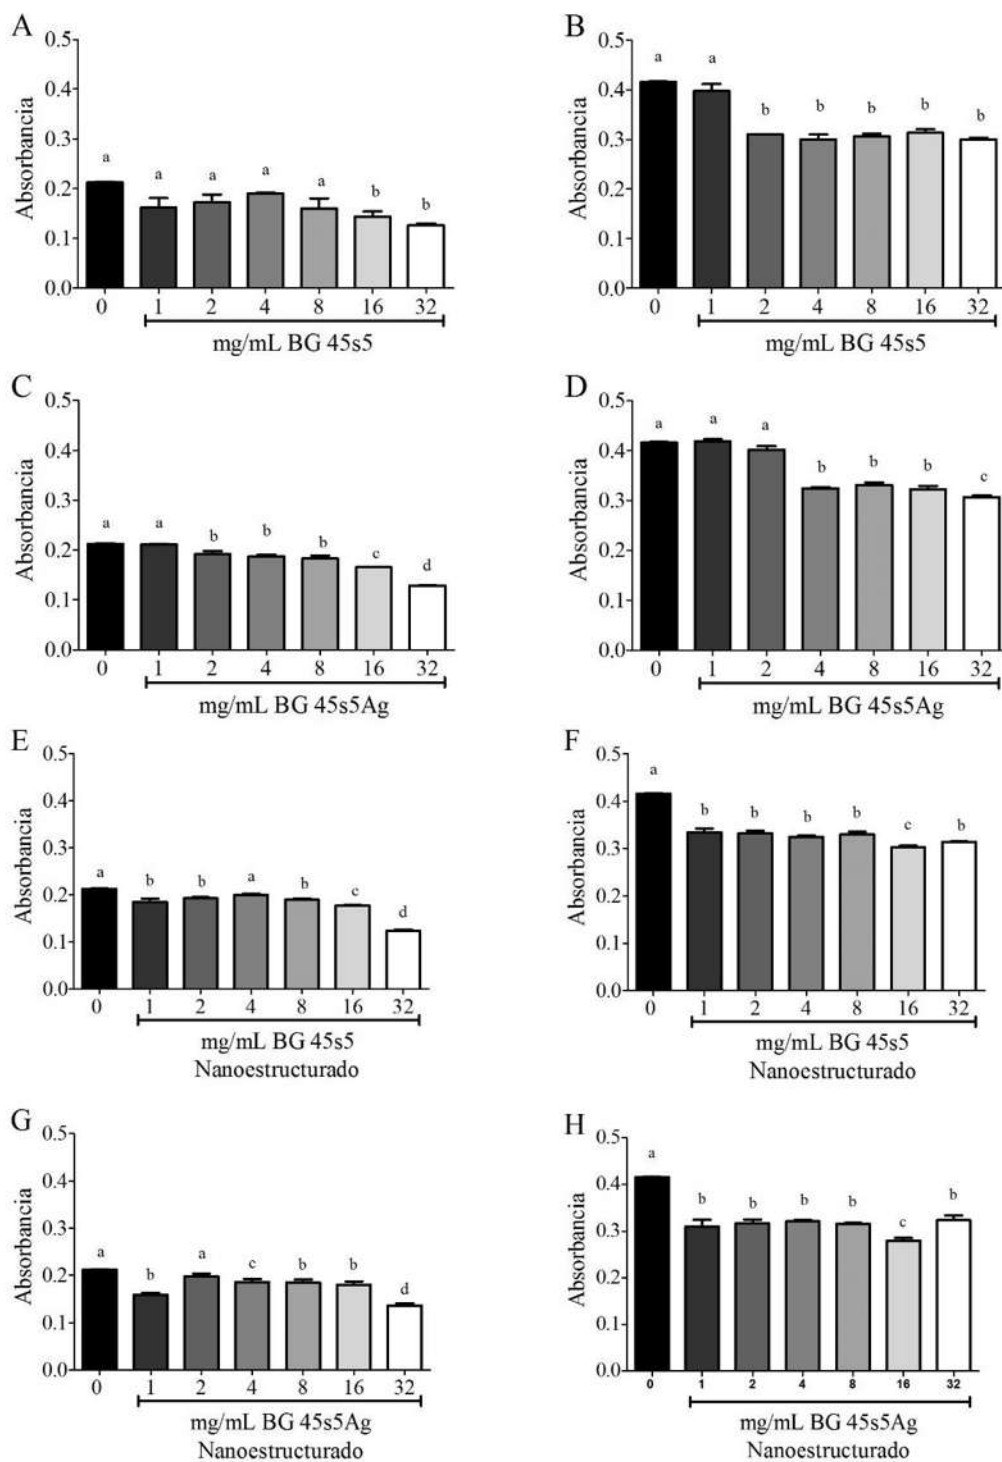 A
Absorbancia
0.5
0.4
0.3
0.2
0.1
0.0
a a a a a b b
0 1 2 4 8 16 32
mg/mL BG 45s5
B
Absorbancia
0.5
0.4
0.3
0.2
0.1
0.0
a a b b b b b
0 1 2 4 8 16 32
mg/mL BG 45s5
C
Absorbancia
0.5
0.4
0.3
0.2
0.1
0.0
a a b b b c d
0 1 2 4 8 16 32
mg/mL BG 45s5Ag
D
Absorbancia
0.5
0.4
0.3
0.2
0.1
0.0
a a a b b b c
0 1 2 4 8 16 32
mg/mL BG 45s5Ag
E
Absorbancia
0.5
0.4
0.3
0.2
0.1
0.0
a b b a b c d
0 1 2 4 8 16 32
mg/mL BG 45s5
Nanoestructurado
F
Absorbancia
0.5
0.4
0.3
0.2
0.1
0.0
a b b b b c b
0 1 2 4 8 16 32
mg/mL BG 45s5
Nanoestructurado
G
Absorbancia
0.5
0.4
0.3
0.2
0.1
0.0
a b a c b b d
0 1 2 4 8 16 32
mg/mL BG 45s5Ag
Nanoestructurado
H
Absorbancia
0.5
0.4
0.3
0.2
0.1
0.0
a b b b b c b
0 1 2 4 8 16 32
mg/mL BG 45s5Ag
Nanoestructurado